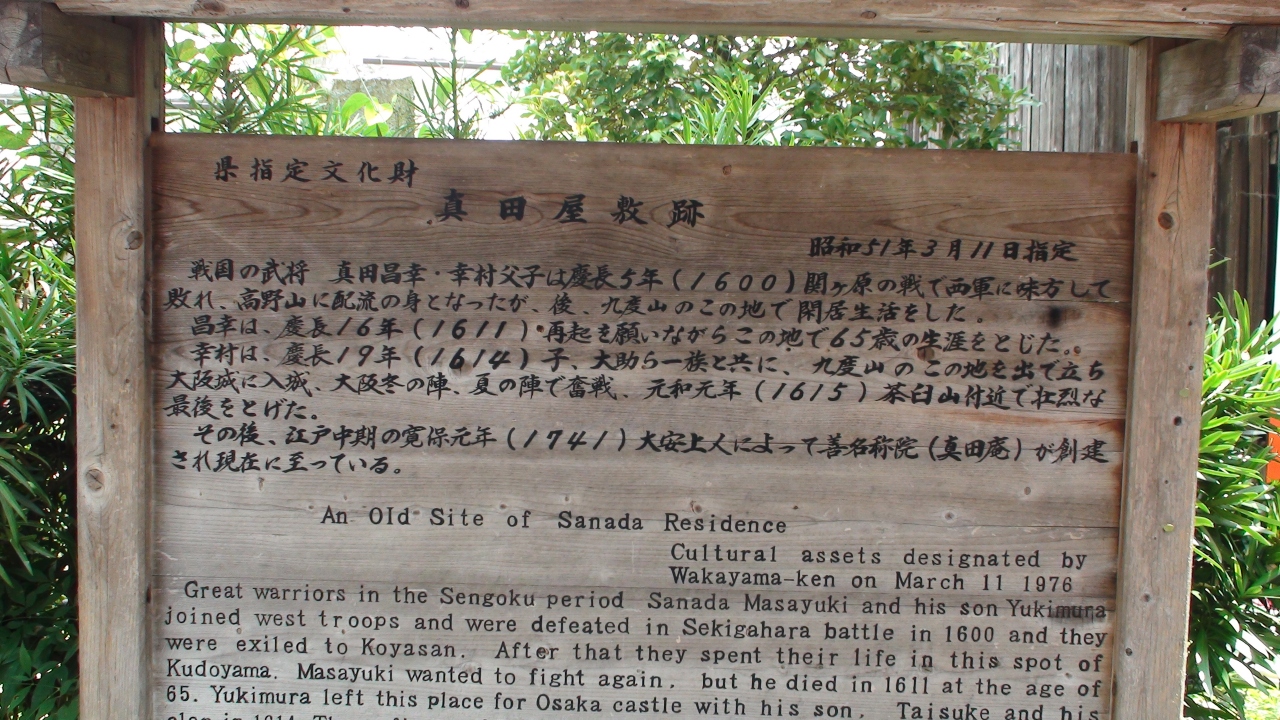 県指定文化財
真田屋敷跡
昭和51年3月11日指定
戦国の武将 真田昌幸・幸村父子は慶長5年(1600)関ヶ原の戦で西軍に味方して
敗れ、高野山に配流の身となったが、後、九度山のこの地で閑居生活をした。
昌幸は、慶長16年(1611)再起を願いながらこの地で65歳の生涯をとじた。
幸村は、慶長19年(1614)子、大助ら一族と共に、九度山のこの地を出て立ち
大阪城に入城、大阪冬の陣、夏の陣で奮戦、元和元年(1615)茶臼山付近で壮烈な
最後をとげた。
その後、江戸中期の寛保元年(1741)大安上人によって善名称院(真田庵)が創建
され現在に至っている。
An Old Site of Sanada Residence
Cultural assets designated by
Wakayama-ken on March 11 1976
Great warriors in the Sengoku period Sanada Masayuki and his son Yukimura
joined west troops and were defeated in Sekigahara battle in 1600 and they
were exiled to Koyasan. After that they spent their life in this spot of
Kudoyama. Masayuki wanted to fight again. but he died in 1611 at the age of
65. Yukimura left this place for Osaka castle with his son. Taisuke and his